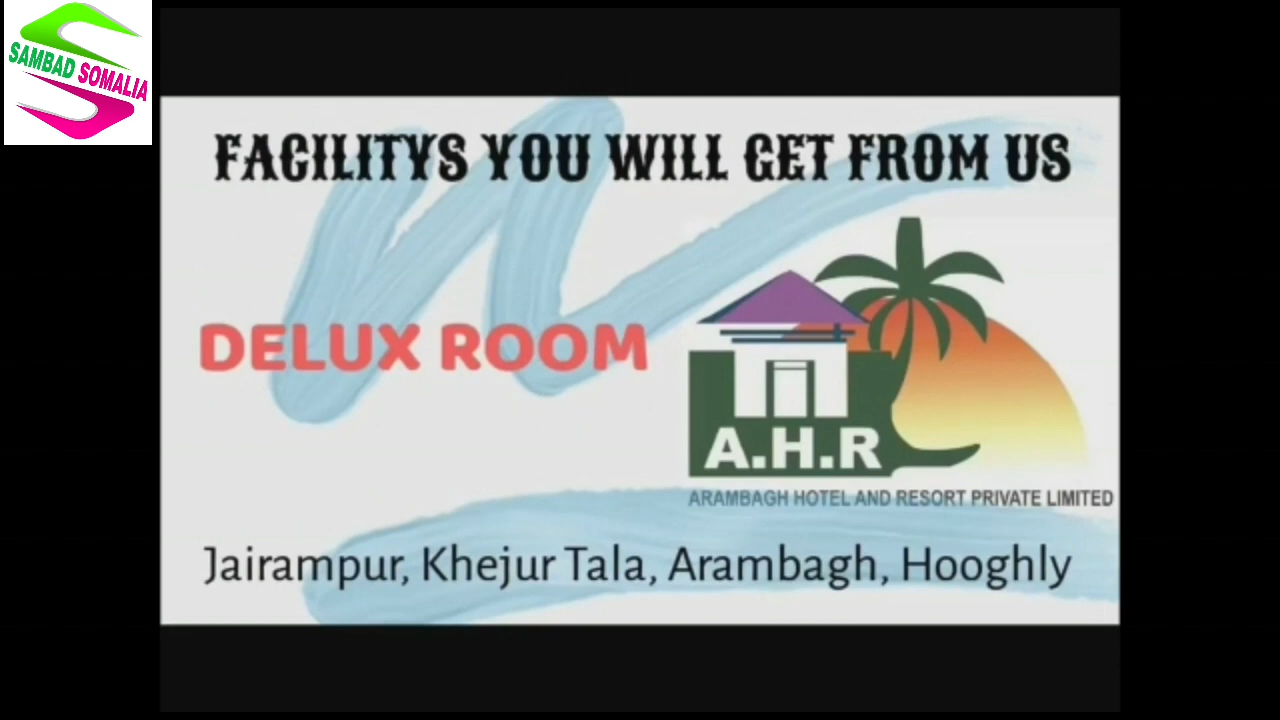 SAMBAD SOMALIA
FACILITYS YOU WILL GET FROM US
DELUX ROOM
A.H.R
ARAMBAGH HOTEL AND RESORT PRIVATE LIMITED
Jairampur, Khejur Tala, Arambagh, Hooghly